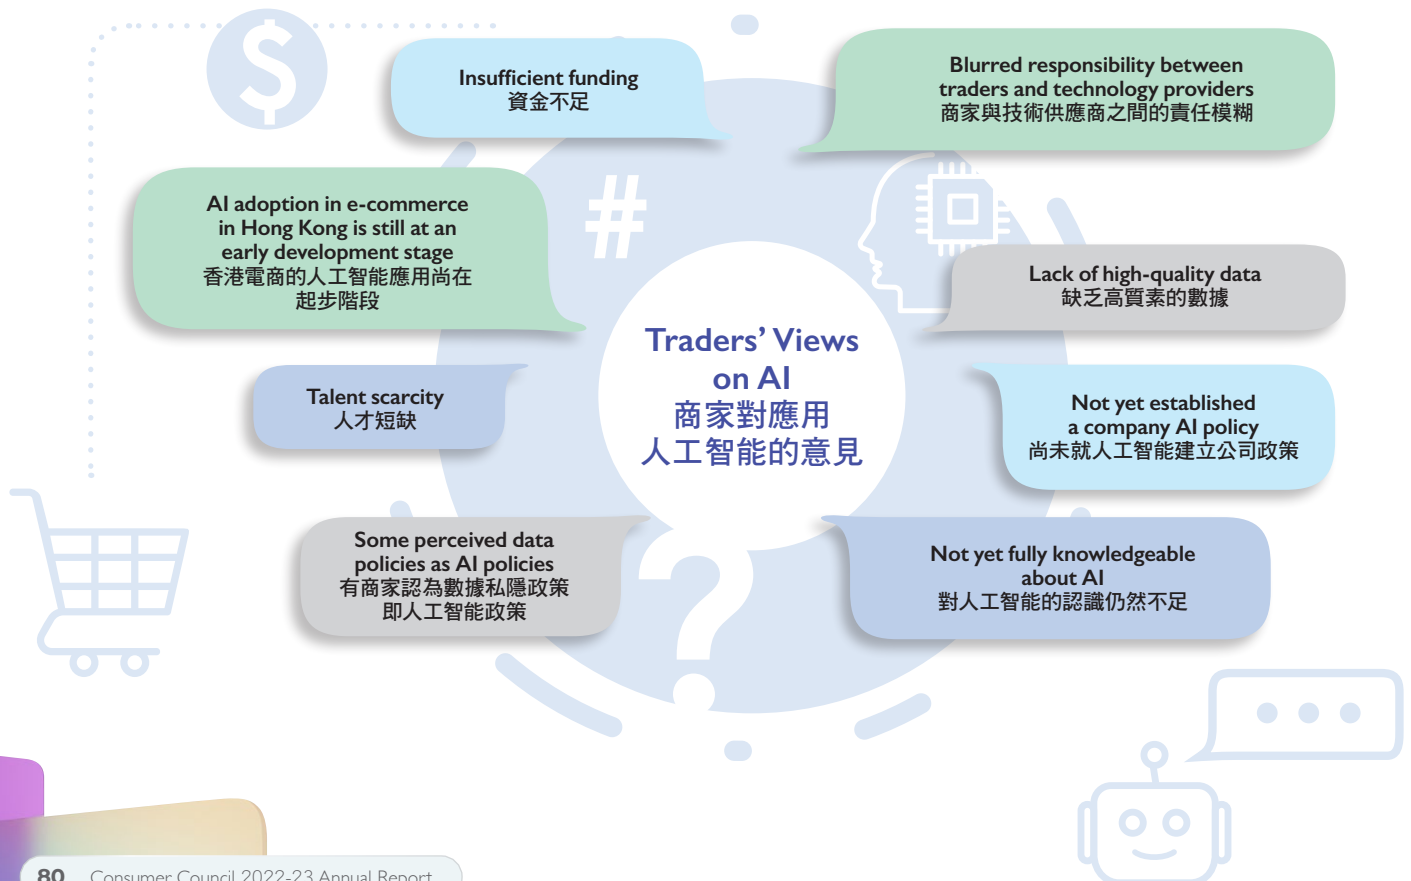 Insufficient funding
資金不足
Blurred responsibility between
traders and technology providers
商家與技術供應商之間的責任模糊
AI adoption in e-commerce
in Hong Kong is still at an
early development stage
香港電商的人工智能應用尚在
起步階段
#
$
Lack of high-quality data
缺乏高質素的數據
Traders’ Views
on AI
商家對應用
人工智能的意見
Talent scarcity
人才短缺
Not yet established
a company AI policy
尚未就人工智能建立公司政策
Some perceived data
policies as AI policies
有商家認為數據私隱政策
即人工智能政策
Not yet fully knowledgeable
about AI
對人工智能的認識仍然不足
?
80 Consumer Council 2022-23 Annual Report